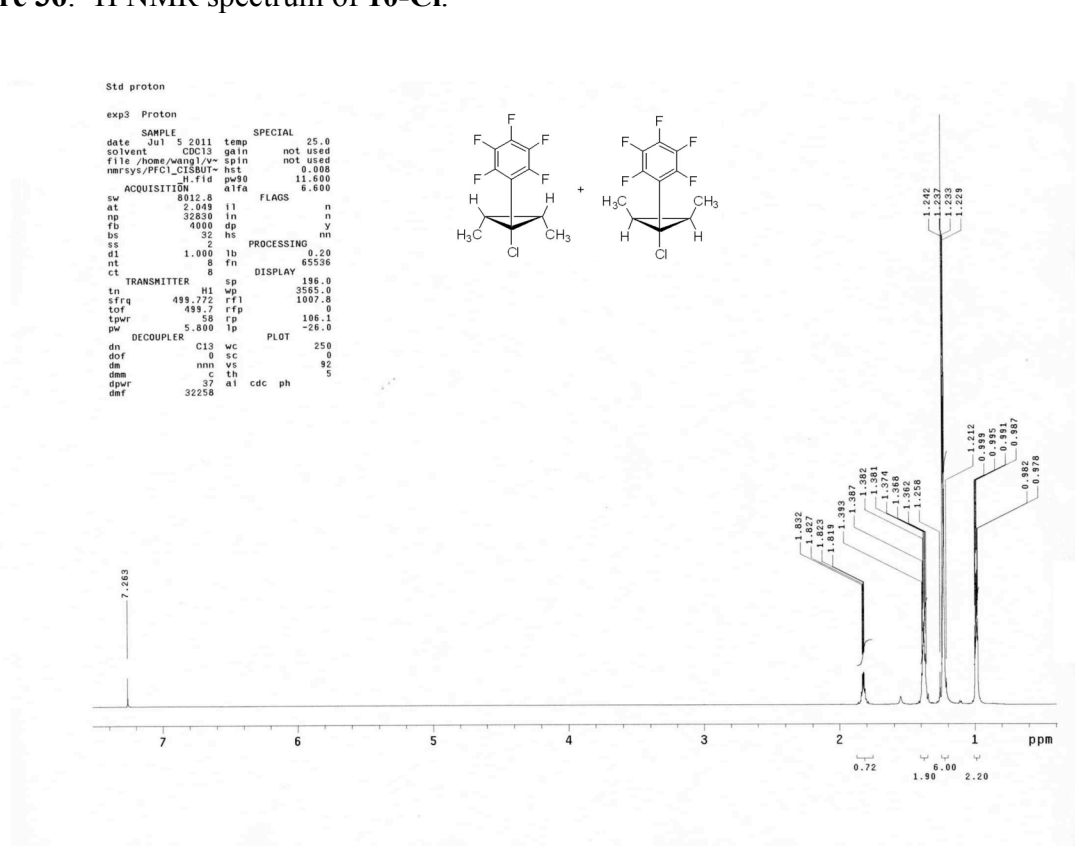 Std proton
exp3 Proton
SAMPLE SPECIAL
date Jul 5 2011 temp 25.0
solvent CDCl3 gain not used
file /home/wangl/v~ spin not used
nmrsys/PFCl_CISBUT~ hst 0.008
_H.fid pw90 11.600
ACQUISITION alfa 6.600
sw 8012.8 FLAGS
at 2.049 il n
np 32830 in n
fb 4000 dp y
bs 32 hs nn
ss 2 PROCESSING
d1 1.000 lb 0.20
nt 8 fn 65536
ct 8 DISPLAY
TRANSMITTER sp 196.0
tn H1 wp 3565.0
sfrq 499.772 rfl 1007.8
tof 499.7 rfp 0
tpwr 58 rp 106.1
pw 5.800 lp -26.0
DECOUPLER PLOT
dn C13 wc 250
dof 0 sc 0
dm nnn vs 92
dmm c th 5
dpwr 37 ai cdc ph
dmf 32258
F
F F
F F
H H
H3C CH3
Cl
+
F
F F
F F
H3C CH3
H H
Cl
7.263
1.832
1.827
1.823
1.819
1.393
1.387
1.382
1.381
1.374
1.368
1.362
1.258
1.242
1.237
1.233
1.229
1.212
0.999
0.995
0.991
0.987
0.982
0.978
7 6 5 4 3 2 1 ppm
0.72 6.00
1.90 2.20